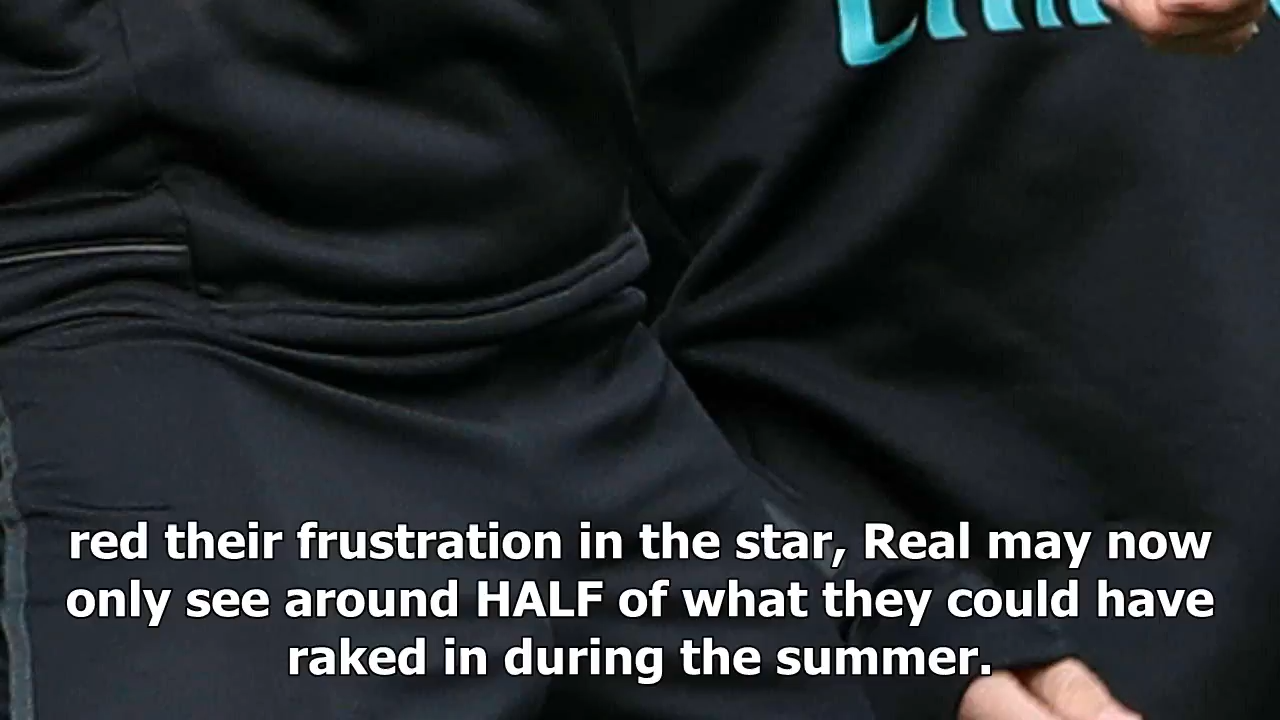 red their frustration in the star, Real may now
only see around HALF of what they could have
raked in during the summer.